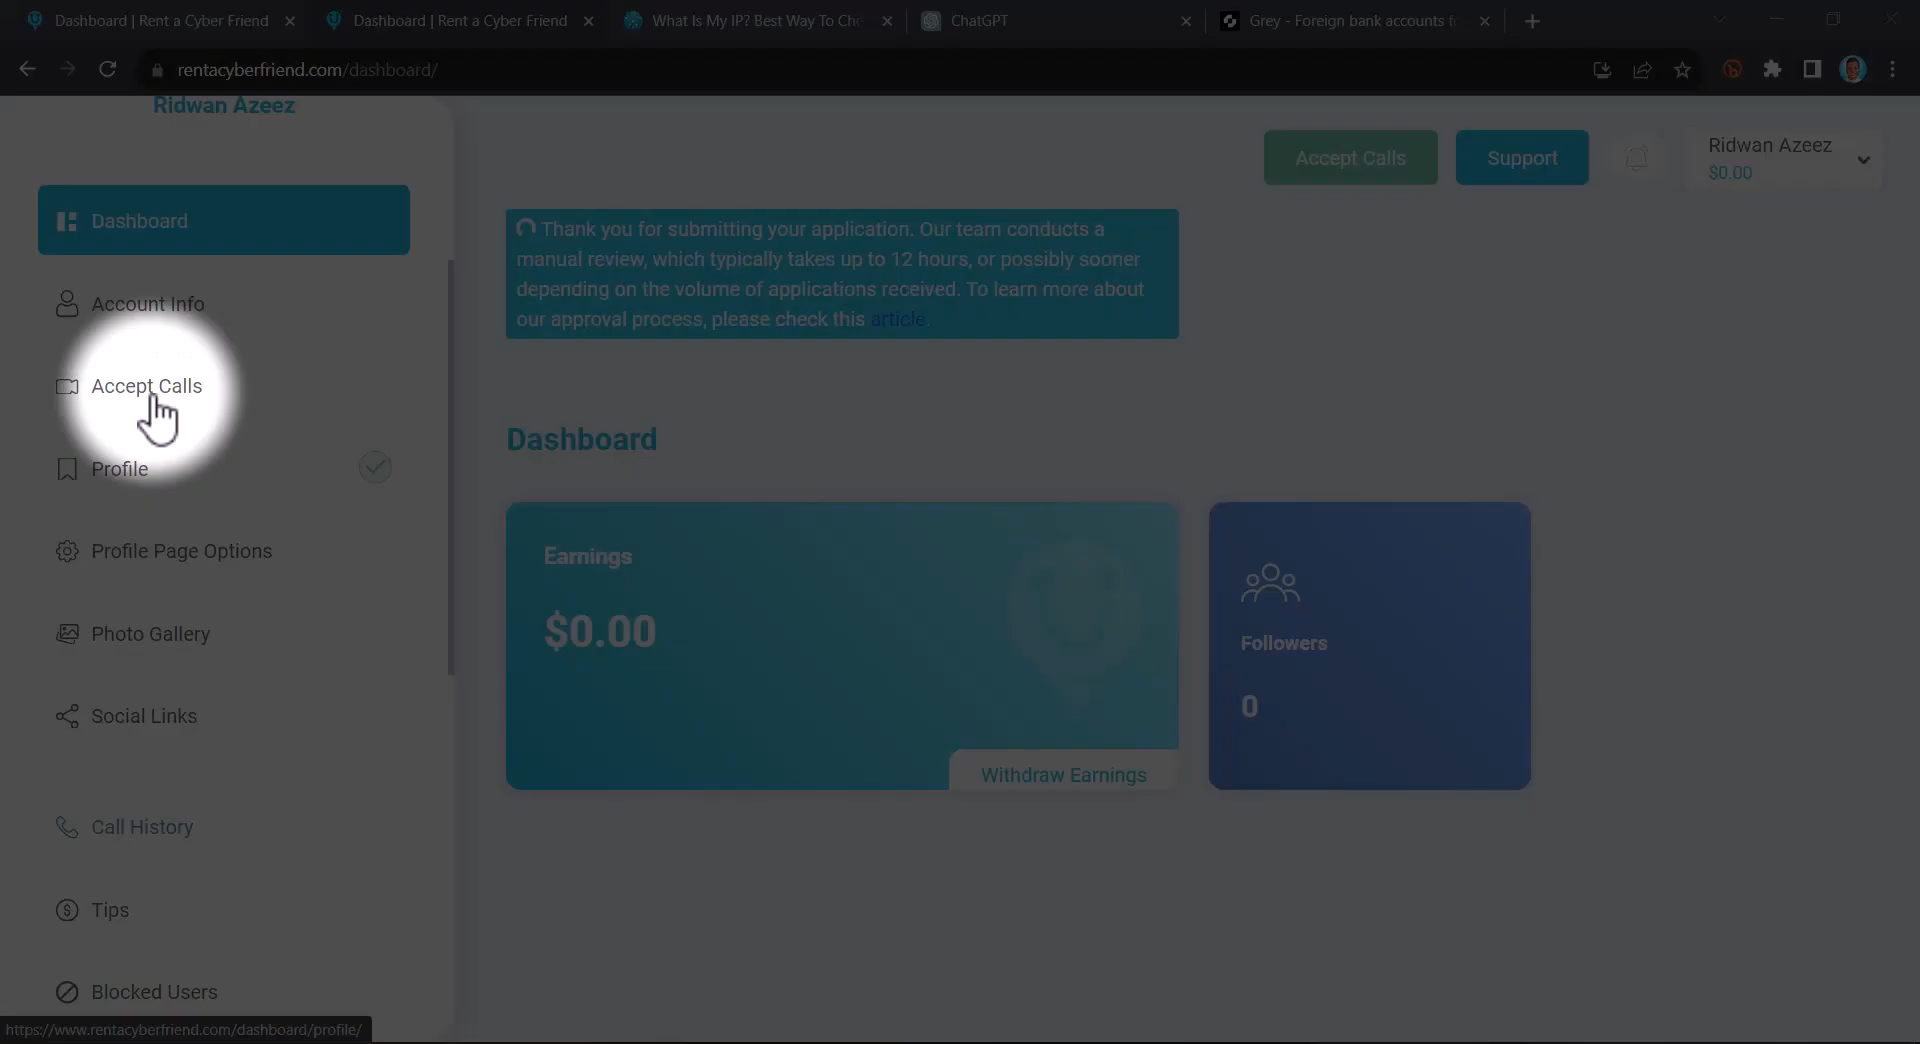 Dashboard | Rent a Cyber Friend
Dashboard | Rent a Cyber Friend
What Is My IP? Best Way To Che
ChatGPT
Grey - Foreign bank accounts fo
rentacyberfriend.com/dashboard/
Ridwan Azeez
Accept Calls
Support
Ridwan Azeez
$0.00
Dashboard
Account Info
Accept Calls
Profile
Profile Page Options
Photo Gallery
Social Links
Call History
Tips
Blocked Users
Thank you for submitting your application. Our team conducts a
manual review, which typically takes up to 12 hours, or possibly sooner
depending on the volume of applications received. To learn more about
our approval process, please check this article.
Dashboard
Earnings
$0.00
Withdraw Earnings
Followers
0
https://www.rentacyberfriend.com/dashboard/profile/